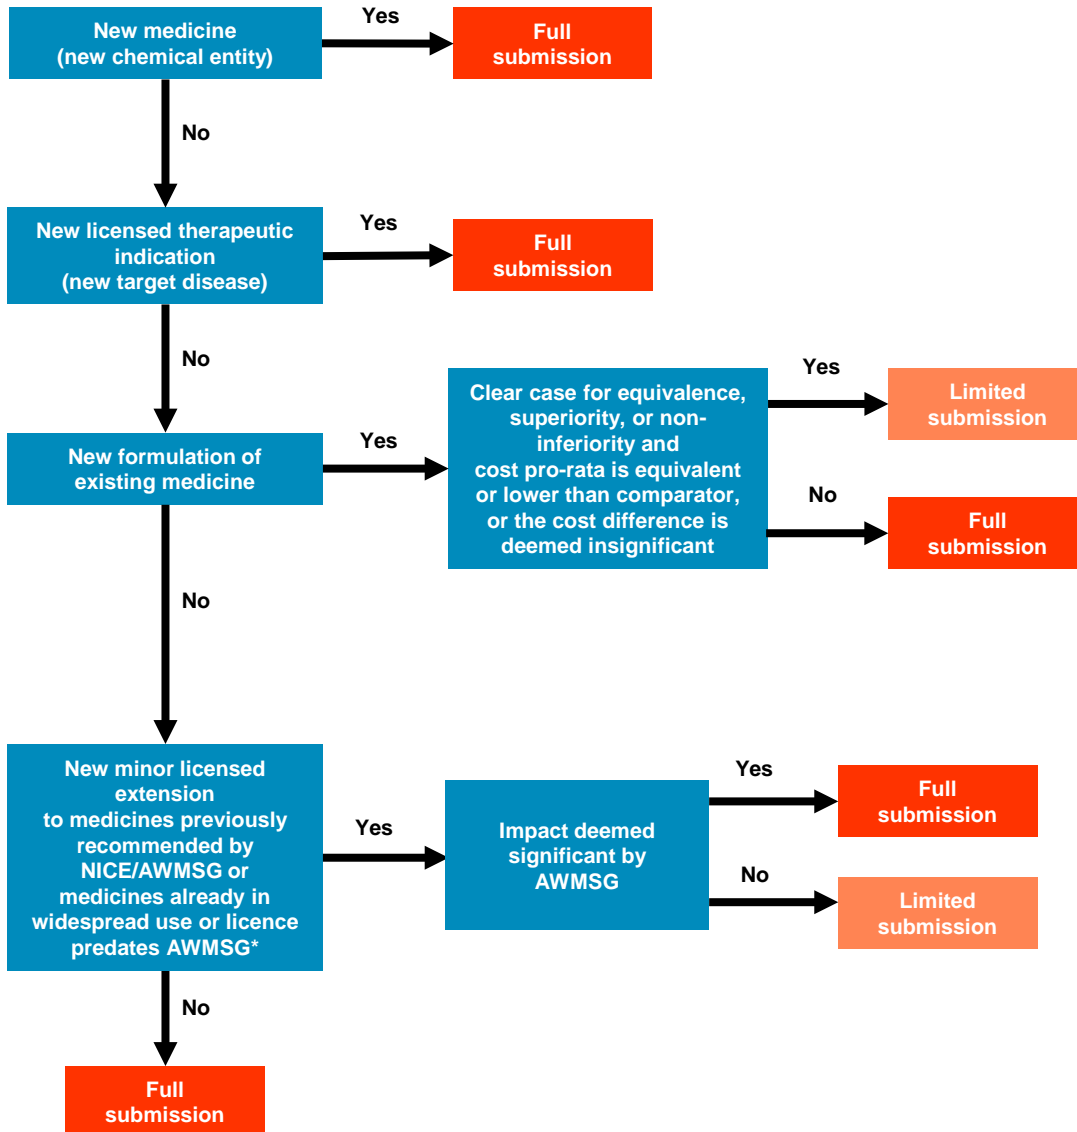 New medicine
(new chemical entity)
Yes
Full
submission
No
New licensed therapeutic
indication
(new target disease)
Yes
Full
submission
No
New formulation of
existing medicine
Yes
Clear case for equivalence,
superiority, or non-
inferiority and
cost pro-rata is equivalent
or lower than comparator,
or the cost difference is
deemed insignificant
Yes
Limited
submission
No
Full
submission
No
New minor licensed
extension
to medicines previously
recommended by
NICE/AWMSG or
medicines already in
widespread use or licence
predates AWMSG*
Yes
Impact deemed
significant by
AWMSG
Yes
Full
submission
No
Limited
submission
No
Full
submission